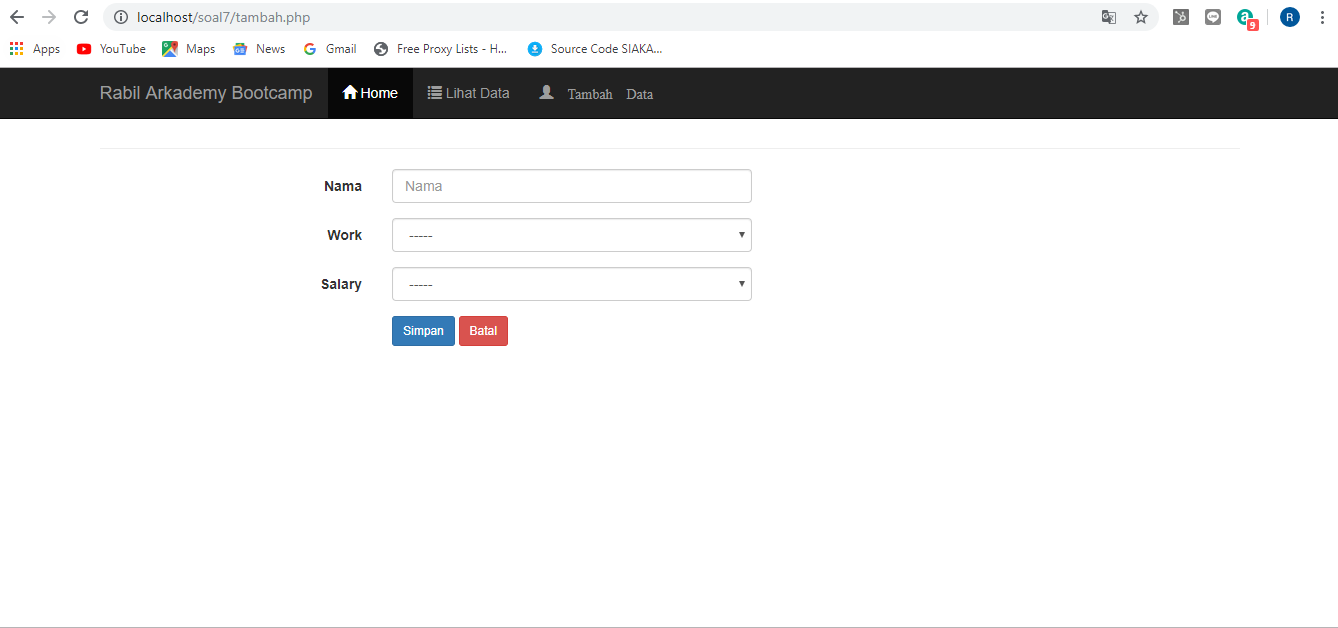 localhost/soal7/tambah.php
Apps YouTube Maps News Gmail Free Proxy Lists - H... Source Code SIAKA...
9
R
Rabil Arkademy Bootcamp Home Lihat Data Tambah Data
Nama Nama
Work -----
Salary -----
Simpan Batal